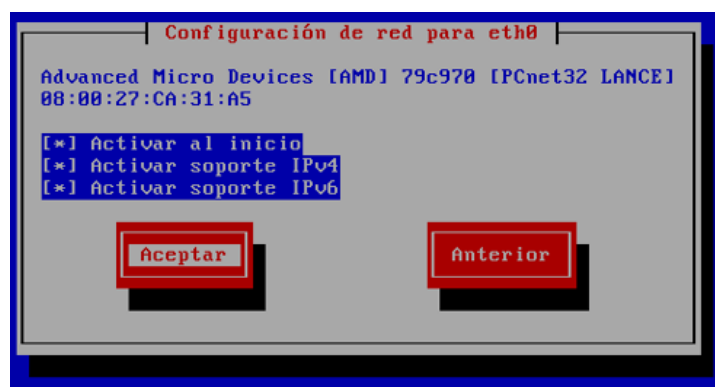 Configuración de red para eth0
Advanced Micro Devices [AMD] 79c970 [PCnet32 LANCE]
08:00:27:CA:31:A5
[*] Activar al inicio
[*] Activar soporte IPv4
[*] Activar soporte IPv6
Aceptar Anterior